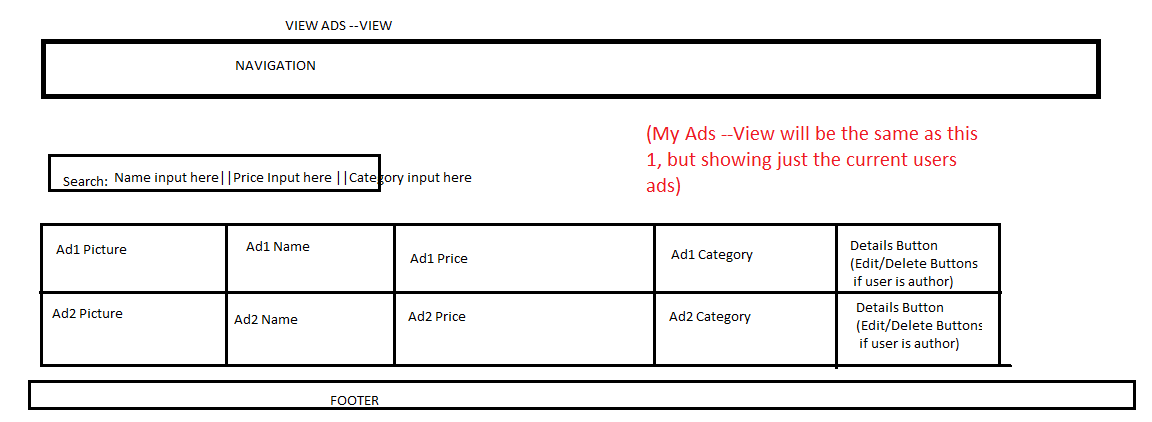 VIEW ADS --VIEW
NAVIGATION
(My Ads --View will be the same as this
1, but showing just the current users
ads)
Search: Name input here||Price Input here ||Category input here
Ad1 Picture
Ad1 Name
Ad1 Price
Ad1 Category
Details Button
(Edit/Delete Buttons
if user is author)
Ad2 Picture
Ad2 Name
Ad2 Price
Ad2 Category
Details Button
(Edit/Delete Buttons
if user is author)
FOOTER